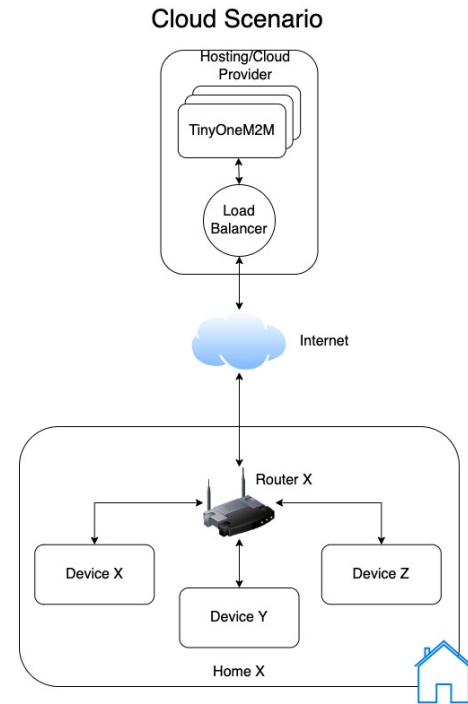 Cloud Scenario
Hosting/Cloud
Provider
TinyOneM2M
Load
Balancer
Internet
Router X
Device X
Device Z
Device Y
Home X